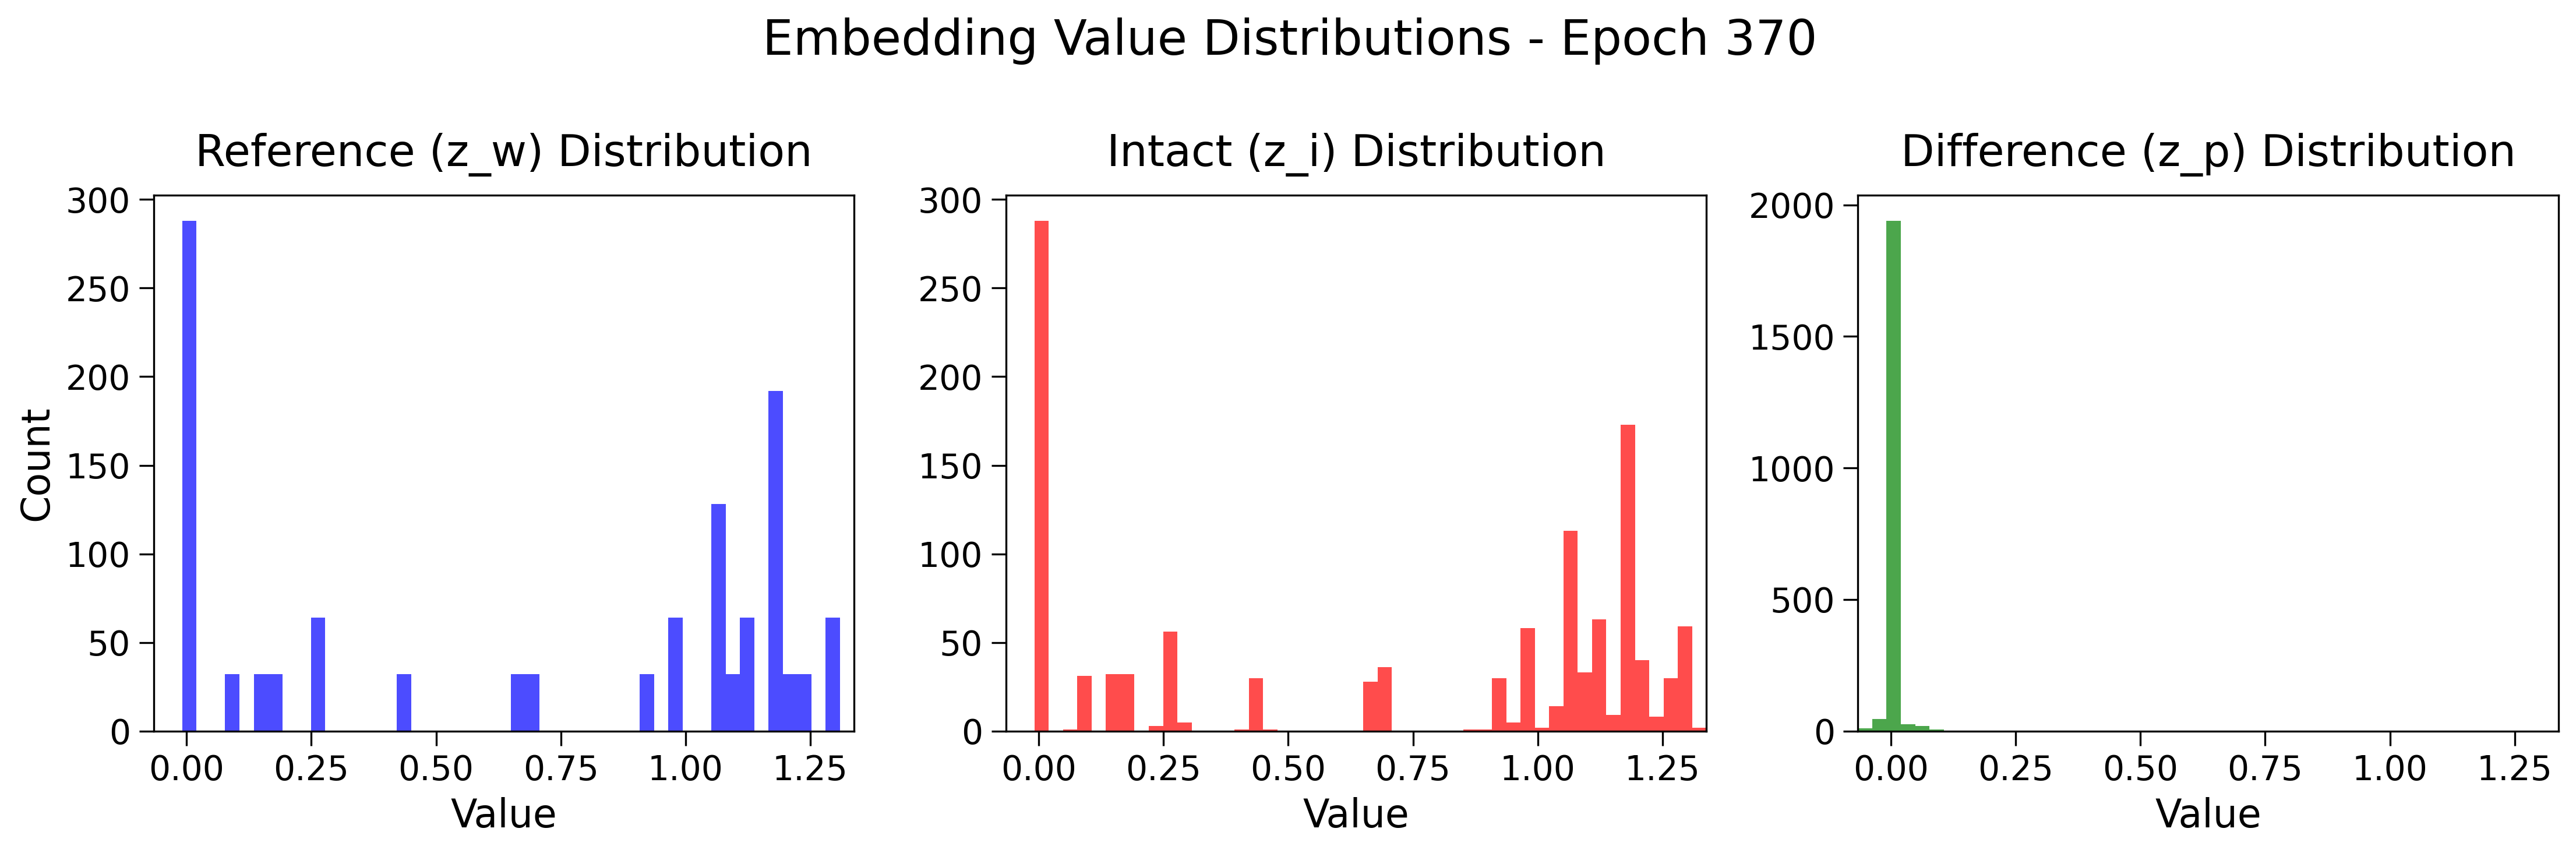 Embedding Value Distributions - Epoch 370
Reference (z_w) Distribution
300
250
200
150
100
50
0
Count
0.00 0.25 0.50 0.75 1.00 1.25
Value
Intact (z_i) Distribution
300
250
200
150
100
50
0
0.00 0.25 0.50 0.75 1.00 1.25
Value
Difference (z_p) Distribution
2000
1500
1000
500
0
0.00 0.25 0.50 0.75 1.00 1.25
Value